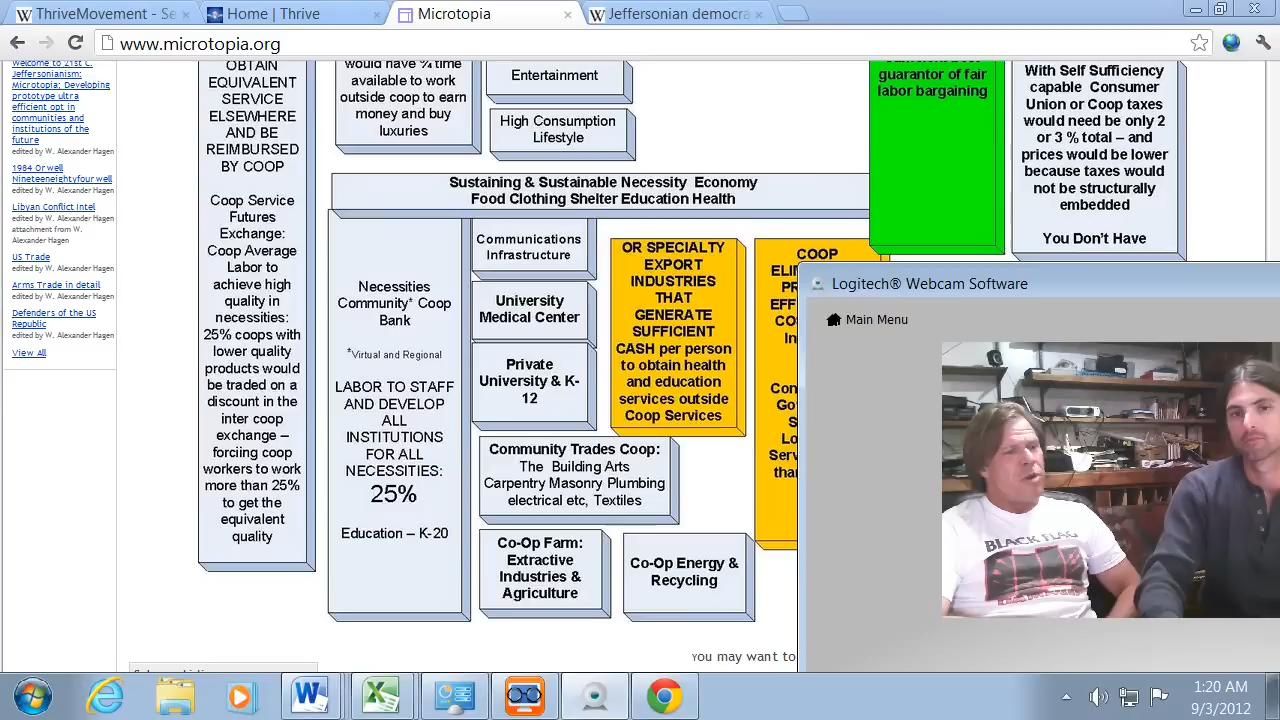 ThriveMovement - Se
Home | Thrive
Microtopia
Jeffersonian democra
www.microtopia.org
Welcome to 21st C.
Jeffersonianism:
Microtopia; Developing
prototype ultra
efficient opt in
communities and
institutions of the
future
edited by W. Alexander Hagen
1984 Or well
Nineteeneightyfour well
edited by W. Alexander Hagen
Libyan Conflict Intel
edited by W. Alexander Hagen
attachment from W.
Alexander Hagen
US Trade
edited by W. Alexander Hagen
Arms Trade in detail
edited by W. Alexander Hagen
Defenders of the US
Republic
edited by W. Alexander Hagen
View All
OBTAIN
EQUIVALENT
SERVICE
ELSEWHERE
AND BE
REIMBURSED
BY COOP
Coop Service
Futures
Exchange:
Coop Average
Labor to
achieve high
quality in
necessities:
25% coops with
lower quality
products would
be traded on a
discount in the
inter coop
exchange –
forciing coop
workers to work
more than 25%
to get the
equivalent
quality
would have ¾ time
available to work
outside coop to earn
money and buy
luxuries
Entertainment
High Consumption
Lifestyle
guarantor of fair
labor bargaining
With Self Sufficiency
capable Consumer
Union or Coop taxes
would need be only 2
or 3 % total – and
prices would be lower
because taxes would
not be structurally
embedded
You Don't Have
Sustaining & Sustainable Necessity Economy
Food Clothing Shelter Education Health
Necessities
Community* Coop
Bank
*Virtual and Regional
LABOR TO STAFF
AND DEVELOP
ALL
INSTITUTIONS
FOR ALL
NECESSITIES:
25%
Education – K-20
Communications
Infrastructure
University
Medical Center
Private
University & K-
12
OR SPECIALTY
EXPORT
INDUSTRIES
THAT
GENERATE
SUFFICIENT
CASH per person
to obtain health
and education
services outside
Coop Services
COOP
Community Trades Coop:
The Building Arts
Carpentry Masonry Plumbing
electrical etc, Textiles
Co-Op Farm:
Extractive
Industries &
Agriculture
Co-Op Energy &
Recycling
You may want to
Logitech® Webcam Software
Main Menu
BLACK FLAG
1:20 AM
9/3/2012